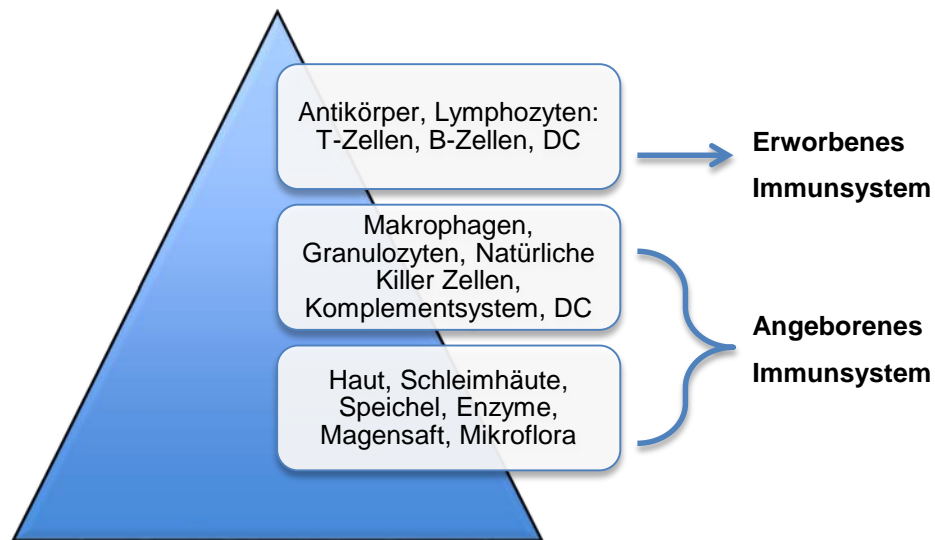 Antikörper, Lymphozyten:
T-Zellen, B-Zellen, DC
Erworbenes
Immunsystem
Makrophagen,
Granulozyten, Natürliche
Killer Zellen,
Komplementsystem, DC
Angeborenes
Immunsystem
Haut, Schleimhäute,
Speichel, Enzyme,
Magensaft, Mikroflora